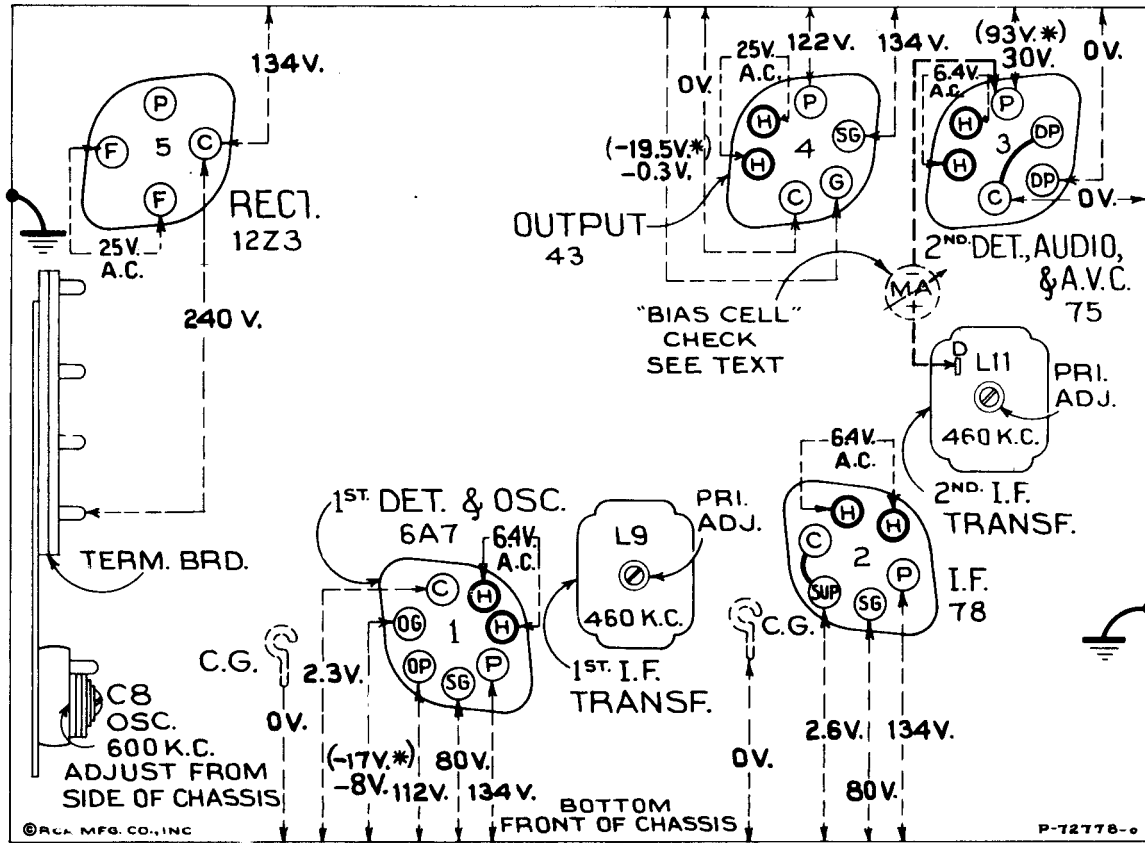 134V.
25V. A.C.
122V.
134V.
(93V.*)
30V.
0V.
0V.
6.4V. A.C.
P
F
5
C
F
RECT.
12Z3
25V. A.C.
240 V.
P
H
SG
H
4
G
C
(-19.5V.*)
-0.3V.
OUTPUT
43
P
H
DP
3
H
DP
C
0V.
2ND. DET., AUDIO,
& A.V.C.
75
-
MA
+
"BIAS CELL"
CHECK
SEE TEXT
D
L11
460 K.C.
PRI.
ADJ.
2ND. I.F.
TRANSF.
TERM. BRD.
1ST. DET. & OSC.
6A7
6.4V.
A.C.
C
H
OG
1
H
OP
SG
P
L9
460 K.C.
PRI.
ADJ.
1ST. I.F.
TRANSF.
6.4V.
A.C.
H
H
C
2
P
SUP
SG
I.F.
78
C.G.
0V.
2.3V.
(-17V.*)
-8V.
112V.
80V.
134V.
C.G.
0V.
2.6V.
80V.
134V.
C8
OSC.
600 K.C.
ADJUST FROM
SIDE OF CHASSIS
BOTTOM
FRONT OF CHASSIS
© RCA MFG. CO., INC
P-72778-0